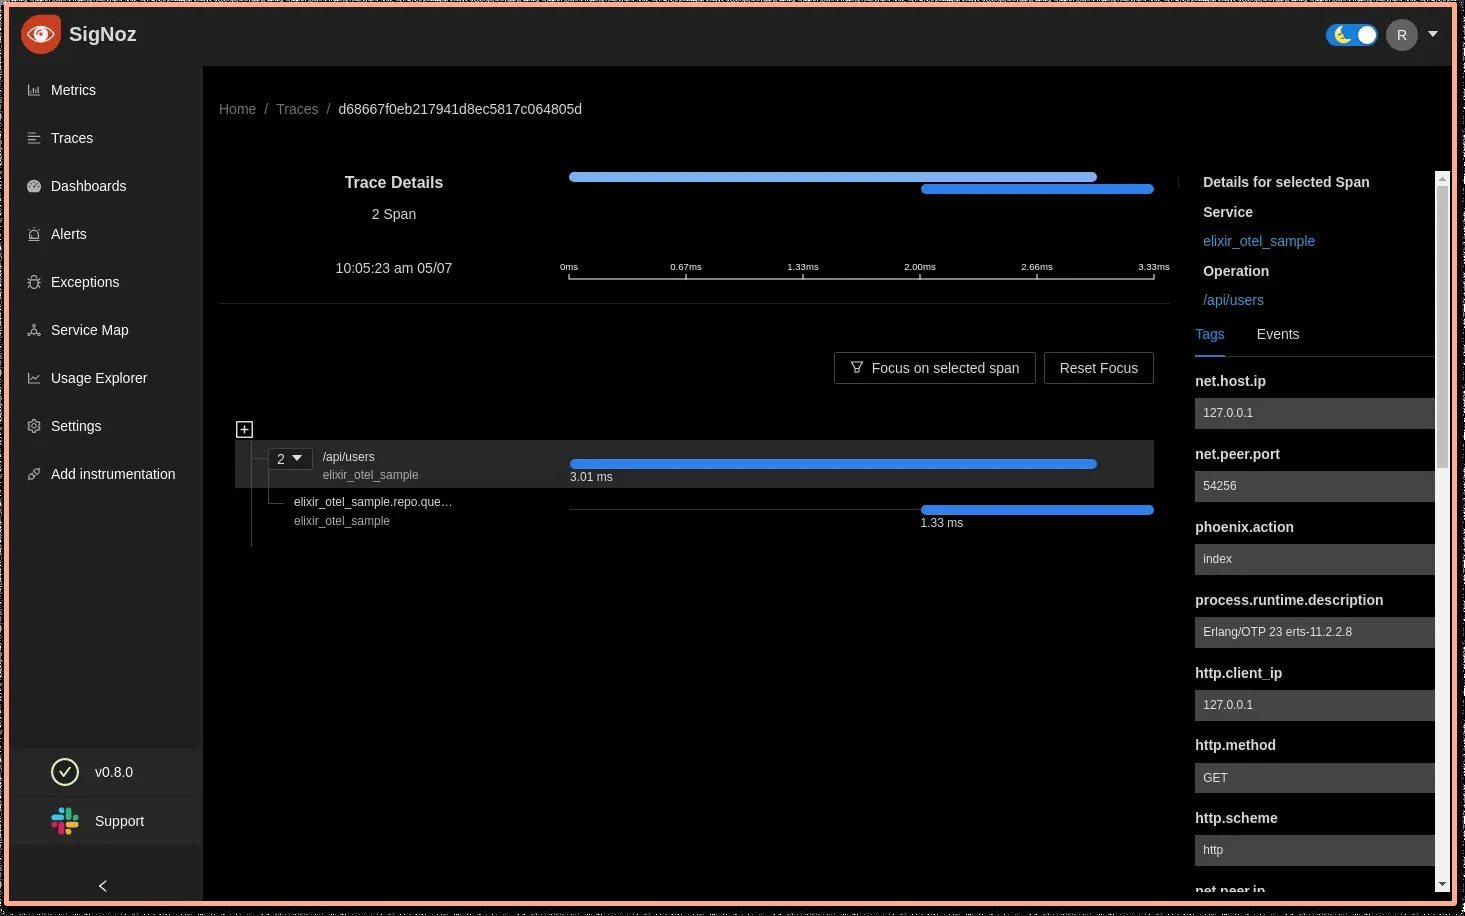 SigNoz
R
Metrics
Traces
Dashboards
Alerts
Exceptions
Service Map
Usage Explorer
Settings
Add instrumentation
v0.8.0
Support
Home / Traces / d68667f0eb217941d8ec5817c064805d
Trace Details
2 Span
10:05:23 am 05/07
0ms 0.67ms 1.33ms 2.00ms 2.66ms 3.33ms
Focus on selected span
Reset Focus
2
/api/users
elixir_otel_sample
3.01 ms
elixir_otel_sample.repo.que…
elixir_otel_sample
1.33 ms
Details for selected Span
Service
elixir_otel_sample
Operation
/api/users
Tags Events
net.host.ip
127.0.0.1
net.peer.port
54256
phoenix.action
index
process.runtime.description
Erlang/OTP 23 erts-11.2.2.8
http.client_ip
127.0.0.1
http.method
GET
http.scheme
http
net.peer.ip